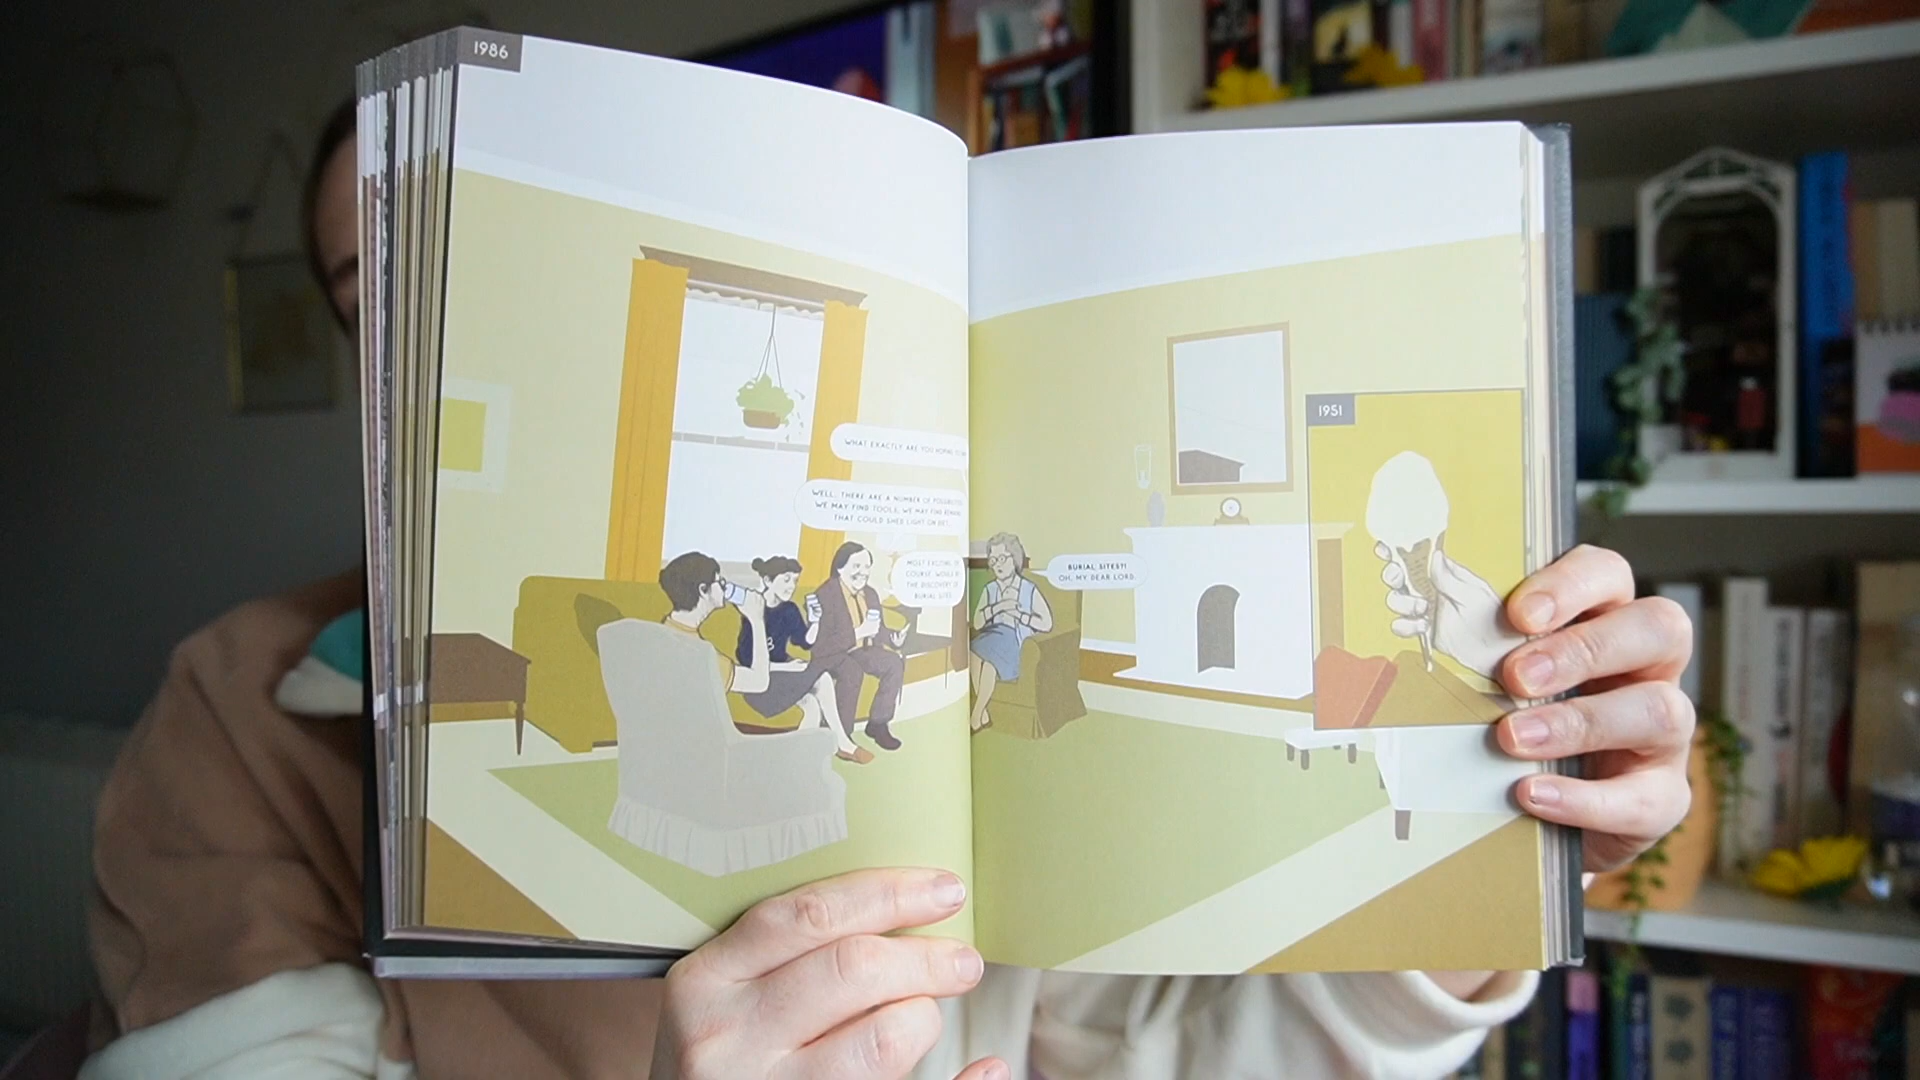 1986
WHAT EXACTLY ARE YOU HOPING TO
WELL, THERE ARE A NUMBER OF POSSIBILITIES.
WE MAY FIND TOOLS, WE MAY FIND REMAINS
THAT COULD SHED LIGHT ON DIET...
MOST EXCITING, OF
COURSE, WOULD BE
THE DISCOVERY OF
BURIAL SITES.
BURIAL SITES?!
OH, MY DEAR LORD.
1951